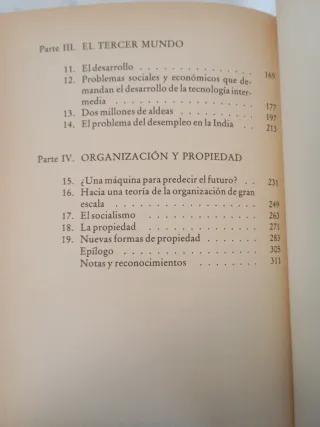 Parte III. EL TERCER MUNDO
11. El desarrollo . . . . . . . . . . . . . . . 169
12. Problemas sociales y económicos que de-
mandan el desarrollo de la tecnología inter-
media . . . . . . . . . . . . . . . . 177
13. Dos millones de aldeas . . . . . . . . . 197
14. El problema del desempleo en la India . . 215
Parte IV. ORGANIZACIÓN Y PROPIEDAD
15. ¿Una máquina para predecir el futuro? . . 231
16. Hacia una teoría de la organización de gran
escala . . . . . . . . . . . . . . . . 249
17. El socialismo . . . . . . . . . . . . . 263
18. La propiedad . . . . . . . . . . . . . 271
19. Nuevas formas de propiedad . . . . . . 283
Epílogo . . . . . . . . . . . . . . . 305
Notas y reconocimientos . . . . . . . . 311